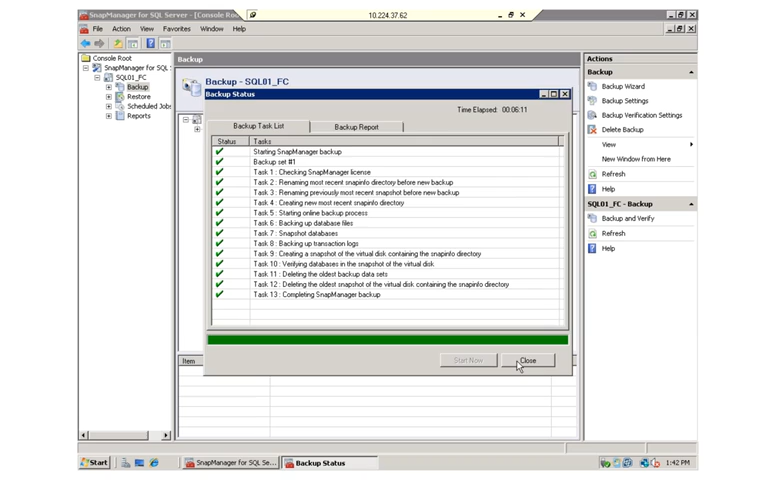 SnapManager for SQL Server - [Console Roo
10.224.37.62
File Action View Favorites Window Help
Console Root
SnapManager for SQL :
SQL01_FC
Backup
Restore
Scheduled Jobs
Reports
Backup
Backup - SQL01_FC
Backup Status
Time Elapsed: 00:06:11
Backup Task List
Backup Report
Status Tasks
Starting SnapManager backup
Backup set #1
Task 1 : Checking SnapManager license
Task 2 : Renaming most recent snapinfo directory before new backup
Task 3 : Renaming previously most recent snapshot before new backup
Task 4 : Creating new most recent snapinfo directory
Task 5 : Starting online backup process
Task 6 : Backing up database files
Task 7 : Snapshot databases
Task 8 : Backing up transaction logs
Task 9 : Creating a snapshot of the virtual disk containing the snapinfo directory
Task 10 : Verifying databases in the snapshot of the virtual disk.
Task 11 : Deleting the oldest backup data sets
Task 12 : Deleting the oldest snapshot of the virtual disk containing the snapinfo directory
Task 13 : Completing SnapManager backup
Start Now
Close
Item
Actions
Backup
Backup Wizard
Backup Settings
Backup Verification Settings
Delete Backup
View
New Window from Here
Refresh
Help
SQL01_FC - Backup
Backup and Verify
Refresh
Help
Start
SnapManager for SQL Se...
Backup Status
1:42 PM